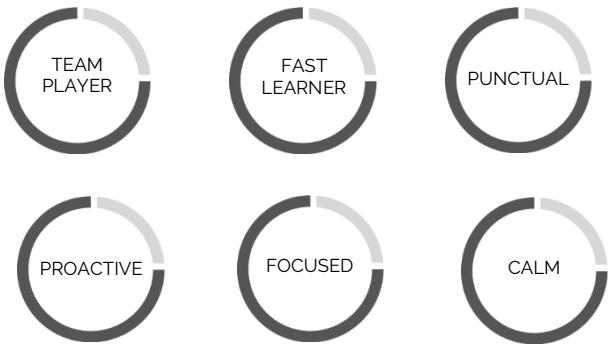 TEAM
PLAYER
FAST
LEARNER
PUNCTUAL
PROACTIVE
FOCUSED
CALM